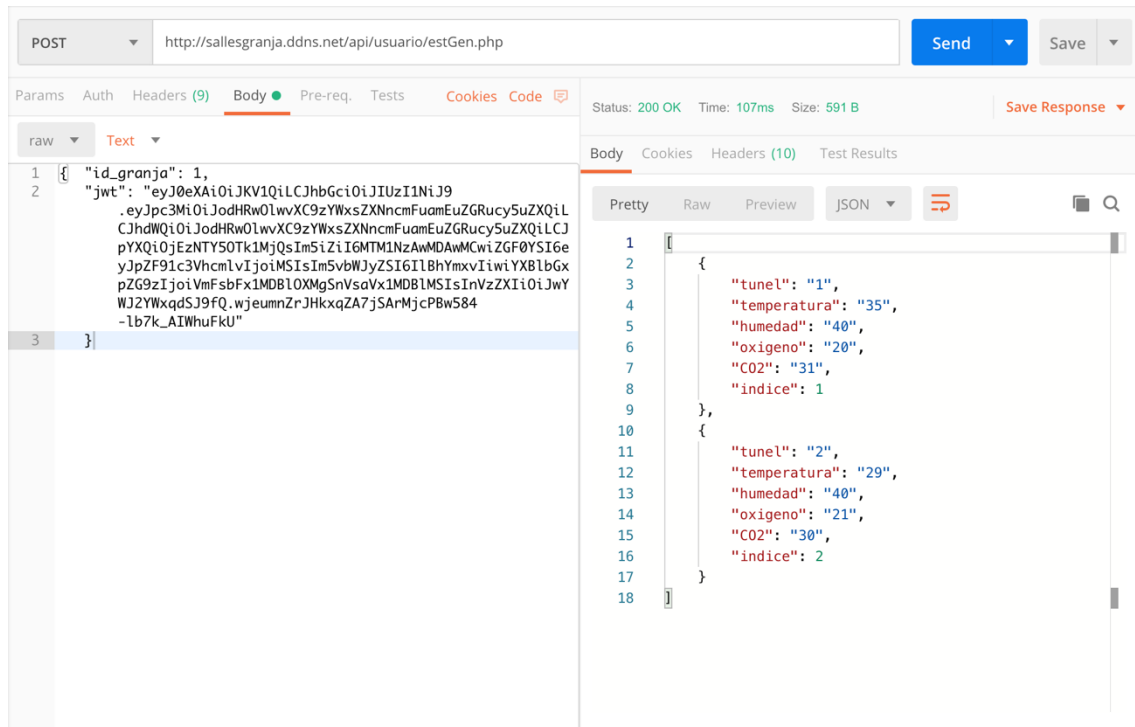 POST http://sallesgranja.ddns.net/api/usuario/estGen.php Send Save
Params Auth Headers (9) Body Pre-req. Tests Cookies Code
raw Text
1 { "id_granja": 1,
2 "jwt": "eyJ0eXAiOiJKV1QiLCJhbGciOiJIUzI1NiJ9
.eyJpc3MiOiJodHRwOlwvXC9zYWxsZXNncmFuamEuZGRucy5uZXQiL
CJhdWQiOiJodHRwOlwvXC9zYWxsZXNncmFuamEuZGRucy5uZXQiLCJ
pYXQiOjEzNTY5OTk1MjQsIm5iZiI6MTM1NzAwMDAwMCwiZGF0YSI6e
yJpZF91c3VhcmlvIjoiMSIsIm5vbWJyZSI6IlBhYmxvIiwiYXBlbGx
pZG9zIjoiVmFsbFx1MDBlOXMgSnVsaVx1MDBlMSIsInVzZXIiOiJwY
WJ2YWxqdSJ9fQ.wjeumnZrJHkxqZA7jSArMjcPBw584
-lb7k_AIWhuFkU"
3 }
Status: 200 OK Time: 107ms Size: 591 B Save Response
Body Cookies Headers (10) Test Results
Pretty Raw Preview JSON
1 [
2 {
3 "tunel": "1",
4 "temperatura": "35",
5 "humedad": "40",
6 "oxigeno": "20",
7 "CO2": "31",
8 "indice": 1
9 },
10 {
11 "tunel": "2",
12 "temperatura": "29",
13 "humedad": "40",
14 "oxigeno": "21",
15 "CO2": "30",
16 "indice": 2
17 }
18 ]